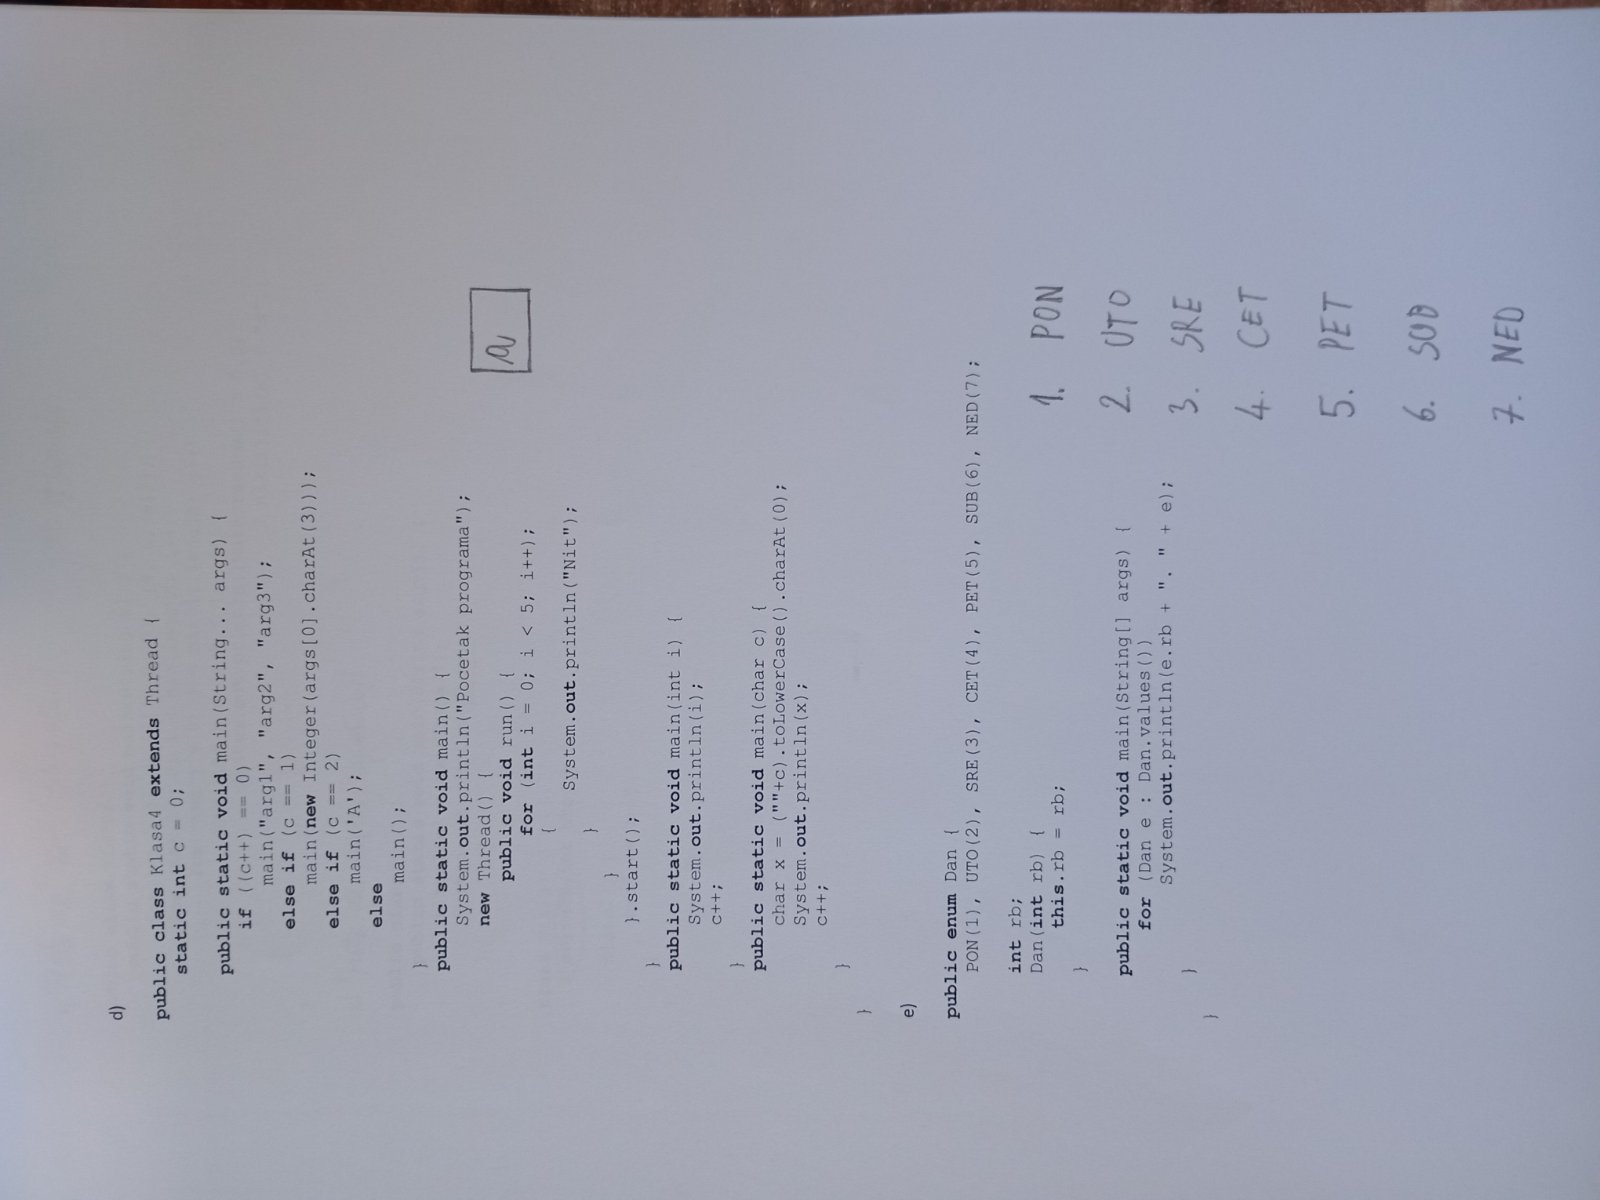 d)
public class Klasa4 extends Thread {
static int c = 0;
public static void main(String... args) {
if ((c++) == 0)
main("arg1", "arg2", "arg3");
else if (c == 1)
main(new Integer(args[0].charAt(3)));
else if (c == 2)
main('A');
else
main();
}
public static void main() {
System.out.println("Pocetak programa");
new Thread() {
public void run() {
for (int i = 0; i < 5; i++);
{
System.out.println("Nit");
}
}
}.start();
}
public static void main(int i) {
System.out.println(i);
c++;
}
public static void main(char c) {
char x = (""+c).toLowerCase().charAt(0);
System.out.println(x);
c++;
}
}
a
e)
public enum Dan {
PON(1), UTO(2), SRE(3), CET(4), PET(5), SUB(6), NED(7);
int rb;
Dan(int rb) {
this.rb = rb;
}
public static void main(String[] args) {
for (Dan e : Dan.values())
System.out.println(e.rb + ". " + e);
}
}
1. PON
2. UTO
3. SRE
4. CET
5. PET
6. SUB
7. NED